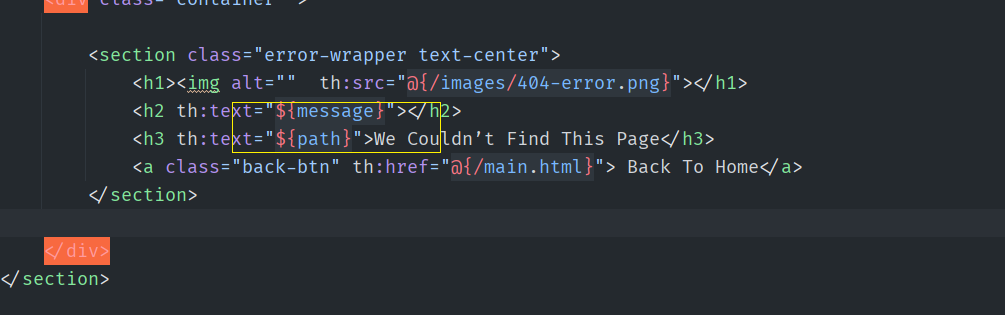 <div class="container ">
<section class="error-wrapper text-center">
<h1><img alt=""  th:src="@{/images/404-error.png}"></h1>
<h2 th:text="${message}"></h2>
<h3 th:text="${path}">We Couldn’t Find This Page</h3>
<a class="back-btn" th:href="@{/main.html}"> Back To Home</a>
</section>
</div>
</section>